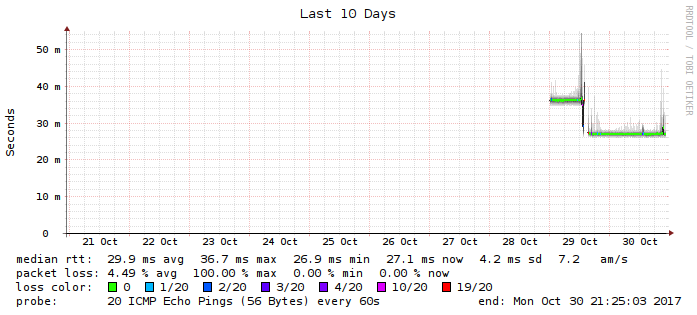 Last 10 Days
RRDTOOL / TOBI OETIKER
Seconds
50 m
40 m
30 m
20 m
10 m
0
21 Oct 22 Oct 23 Oct 24 Oct 25 Oct 26 Oct 27 Oct 28 Oct 29 Oct 30 Oct
median rtt: 29.9 ms avg 36.7 ms max 26.9 ms min 27.1 ms now 4.2 ms sd 7.2 am/s
packet loss: 4.49 % avg 100.00 % max 0.00 % min 0.00 % now
loss color: 0 1/20 2/20 3/20 4/20 10/20 19/20
probe: 20 ICMP Echo Pings (56 Bytes) every 60s end: Mon Oct 30 21:25:03 2017